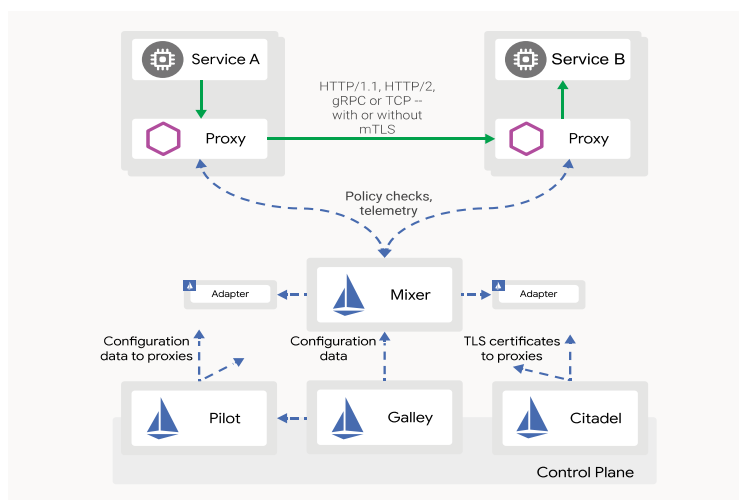 Service A
Service B
HTTP/1.1, HTTP/2,
gRPC or TCP --
with or without
mTLS
Proxy
Proxy
Policy checks,
telemetry
Adapter
Mixer
Adapter
Configuration
data to proxies
Configuration
data
TLS certificates
to proxies
Pilot
Galley
Citadel
Control Plane